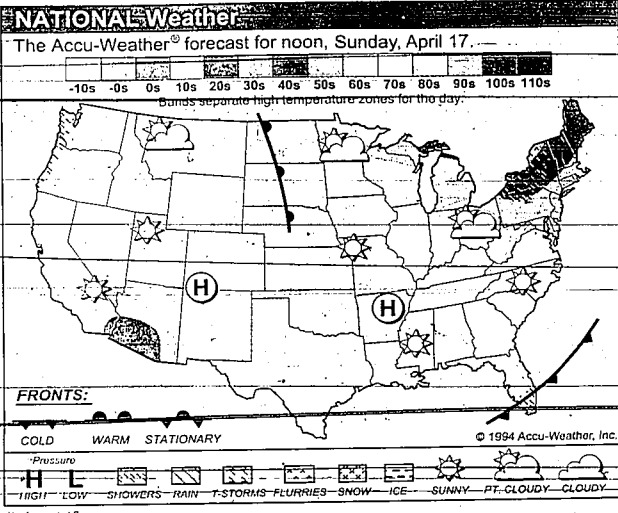 NATIONAL Weather
The Accu-Weather® forecast for noon, Sunday, April 17.
-10s -0s 0s 10s 20s 30s 40s 50s 60s 70s 80s 90s 100s 110s
Bands separate high temperature zones for the day.
H
H
FRONTS:
COLD WARM STATIONARY
© 1994 Accu-Weather, Inc.
Pressure
H L
HIGH LOW SHOWERS RAIN T-STORMS FLURRIES SNOW ICE SUNNY PT. CLOUDY CLOUDY